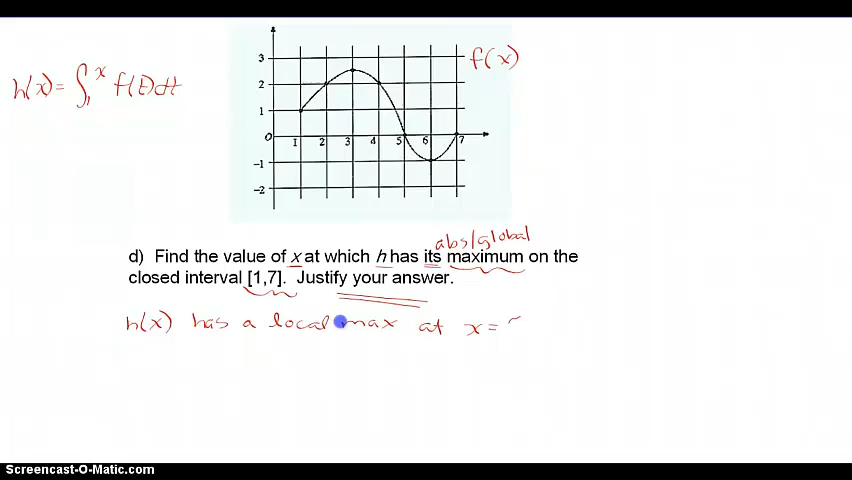 h(x) = ∫₁ˣ f(t)dt
f(x)
3
2
1
0
-1
-2
1 2 3 4 5 6 7
abs/global
d) Find the value of x at which h has its maximum on the
closed interval [1,7]. Justify your answer.
h(x) has a local max at x=
Screencast-O-Matic.com